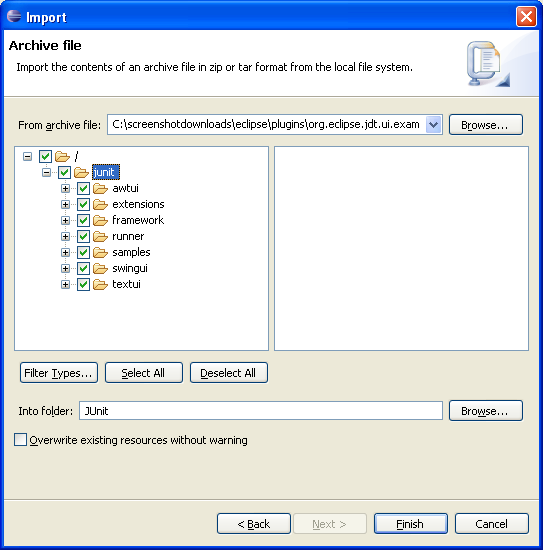 Import
Archive file
Import the contents of an archive file in zip or tar format from the local file system.
From archive file: C:\screenshotdownloads\eclipse\plugins\org.eclipse.jdt.ui.exam Browse...
/
junit
awtui
extensions
framework
runner
samples
swingui
textui
Filter Types... Select All Deselect All
Into folder: JUnit Browse...
Overwrite existing resources without warning
< Back Next > Finish Cancel